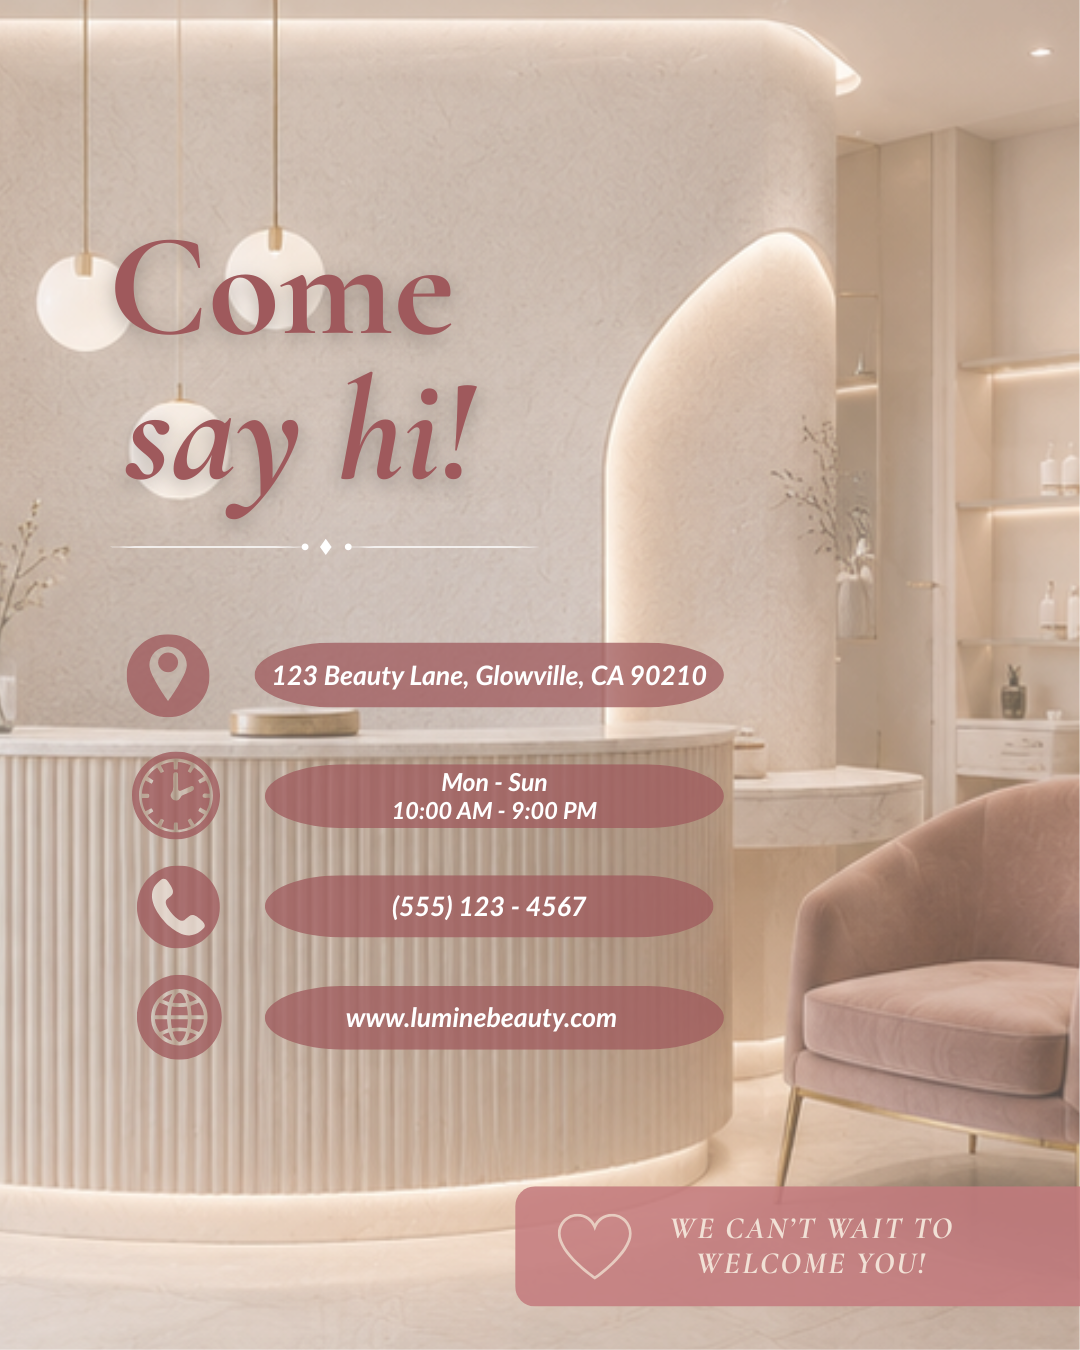 Come
say hi!
123 Beauty Lane, Glowville, CA 90210
Mon - Sun
10:00 AM - 9:00 PM
(555) 123 - 4567
www.luminebeauty.com
WE CAN’T WAIT TO
WELCOME YOU!